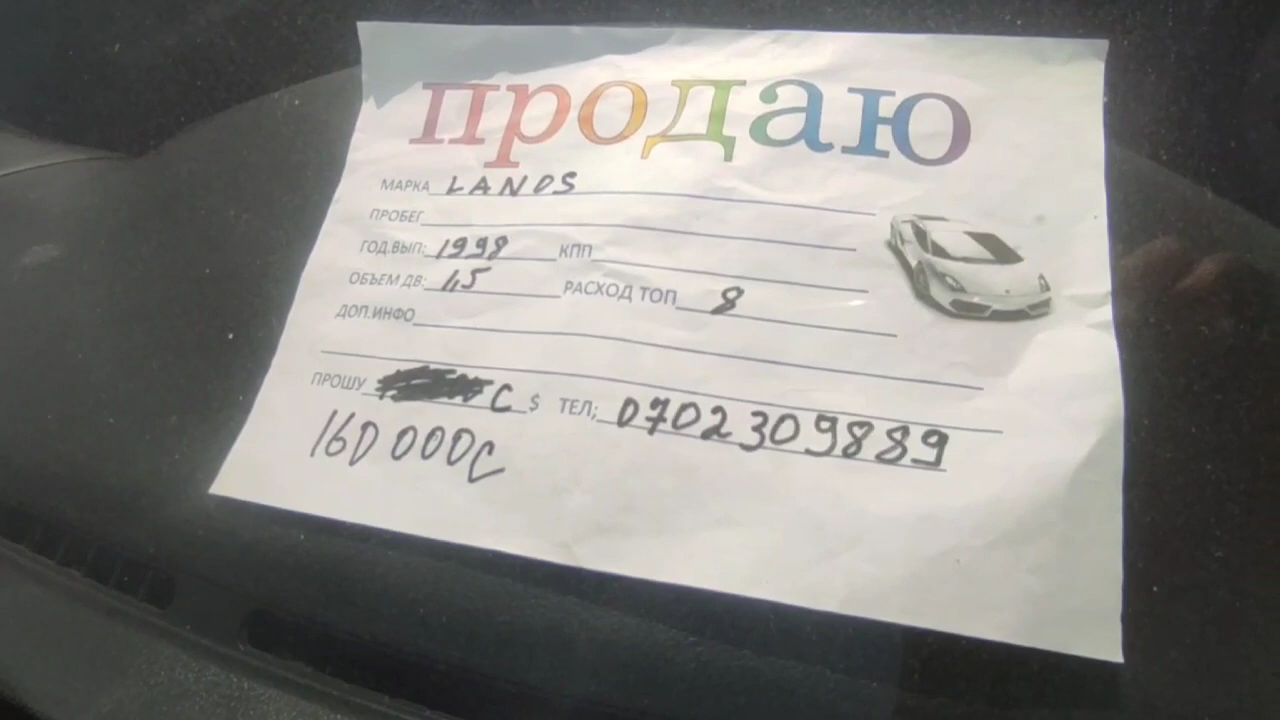 продаю
МАРКА LANOS
ПРОБЕГ
ГОД.ВЫП: 1998 КПП
ОБЪЕМ ДВ: 1,5 РАСХОД ТОП 8
ДОП.ИНФО
ПРОШУ С $ ТЕЛ; 0702309889
160 000С